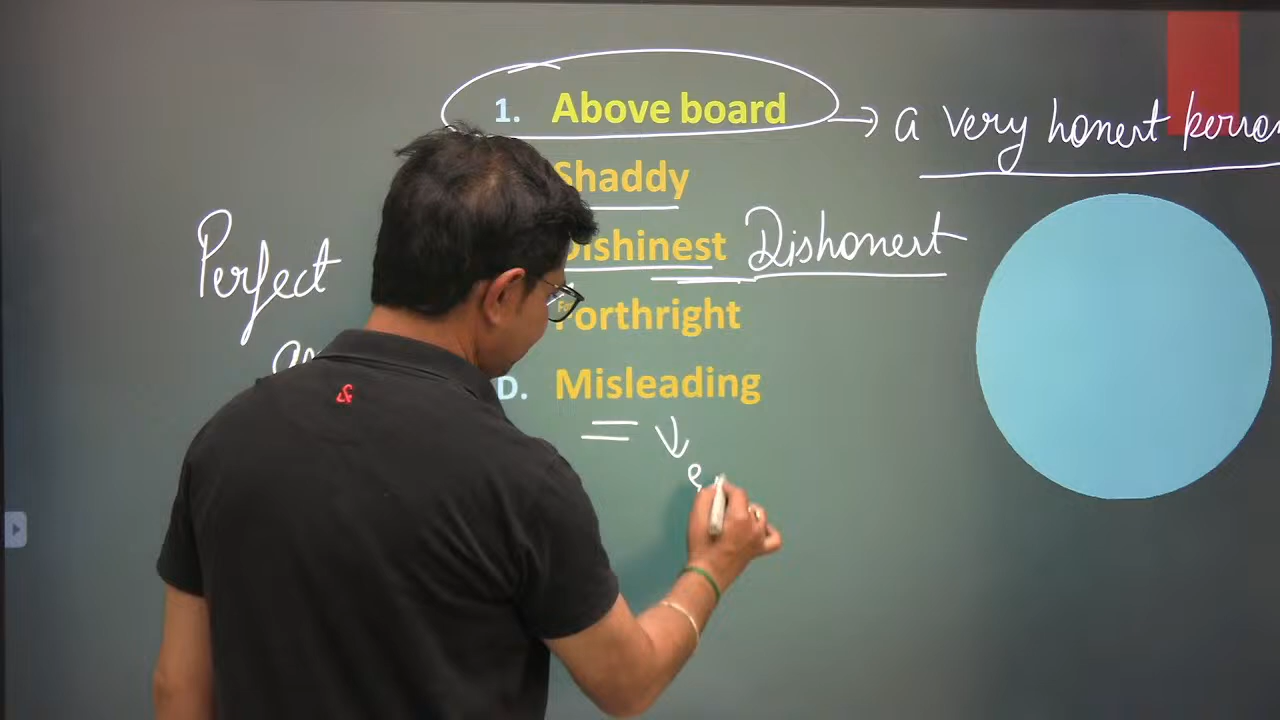 1. Above board → a very honest
Shaddy
Dishinest Dishonest
Perfect
Forthright
D. Misleading